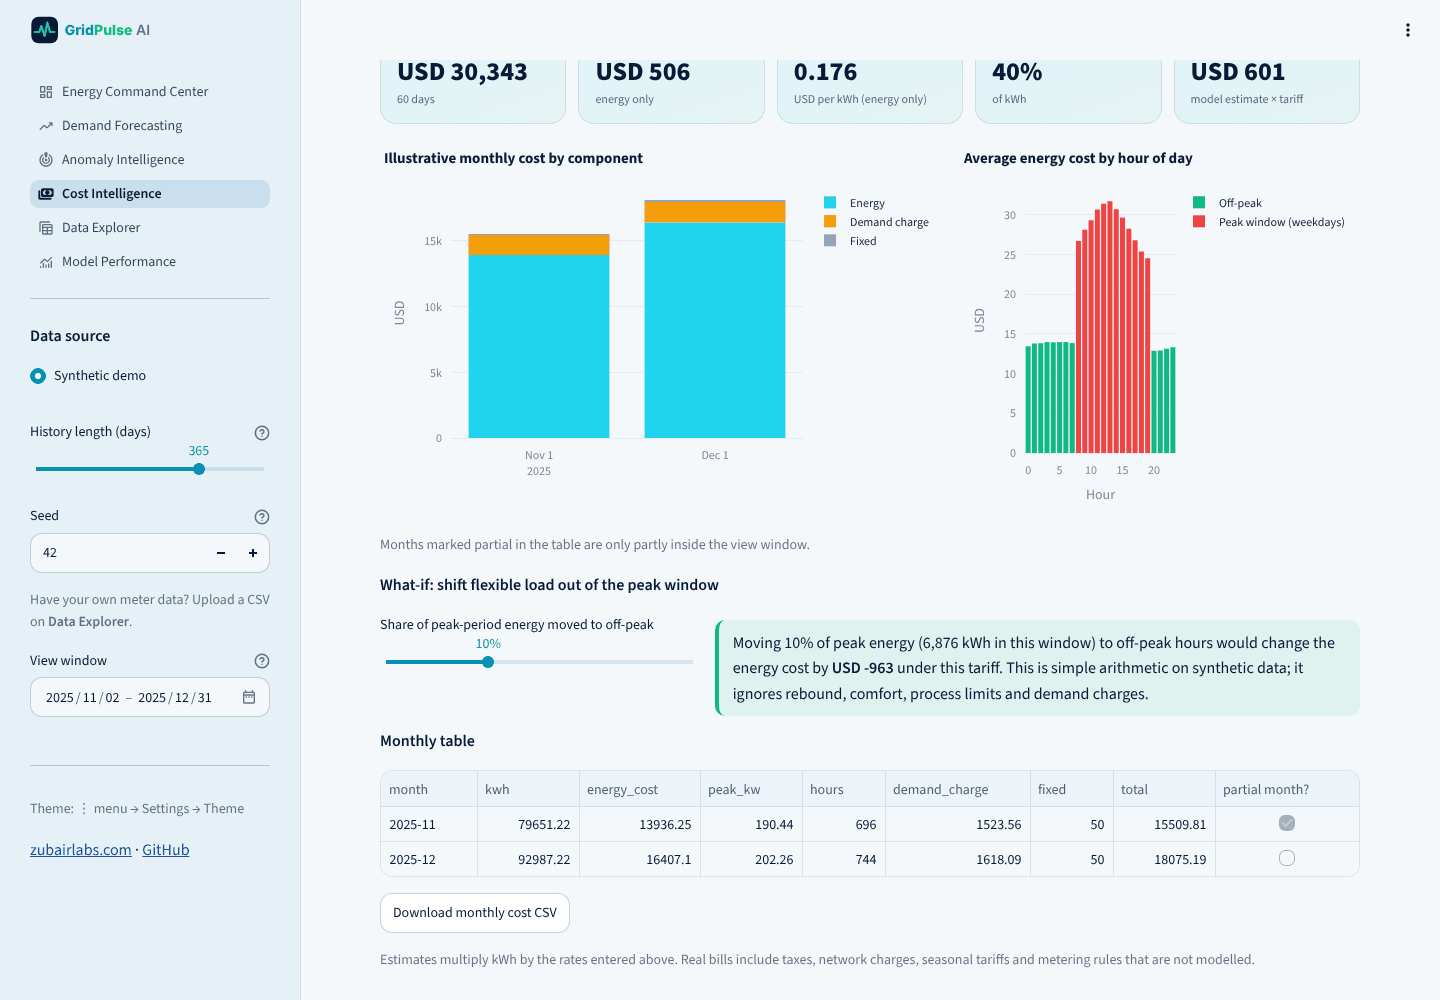 GridPulse AI
Energy Command Center
Demand Forecasting
Anomaly Intelligence
Cost Intelligence
Data Explorer
Model Performance
Data source
Synthetic demo
History length (days)
365
Seed
42
Have your own meter data? Upload a CSV
on Data Explorer.
View window
2025/11/02 – 2025/12/31
Theme: ⋮ menu → Settings → Theme
zubairlabs.com · GitHub
USD 30,343
60 days
USD 506
energy only
0.176
USD per kWh (energy only)
40%
of kWh
USD 601
model estimate × tariff
Illustrative monthly cost by component
USD
15k
10k
5k
0
Nov 1
2025
Dec 1
Energy
Demand charge
Fixed
Average energy cost by hour of day
USD
30
25
20
15
10
5
0
0 5 10 15 20
Hour
Off-peak
Peak window (weekdays)
Months marked partial in the table are only partly inside the view window.
What-if: shift flexible load out of the peak window
Share of peak-period energy moved to off-peak
10%
Moving 10% of peak energy (6,876 kWh in this window) to off-peak hours would change the
energy cost by USD -963 under this tariff. This is simple arithmetic on synthetic data; it
ignores rebound, comfort, process limits and demand charges.
Monthly table
month kwh energy_cost peak_kw hours demand_charge fixed total partial month?
2025-11 79651.22 13936.25 190.44 696 1523.56 50 15509.81
2025-12 92987.22 16407.1 202.26 744 1618.09 50 18075.19
Download monthly cost CSV
Estimates multiply kWh by the rates entered above. Real bills include taxes, network charges, seasonal tariffs and metering rules that are not modelled.